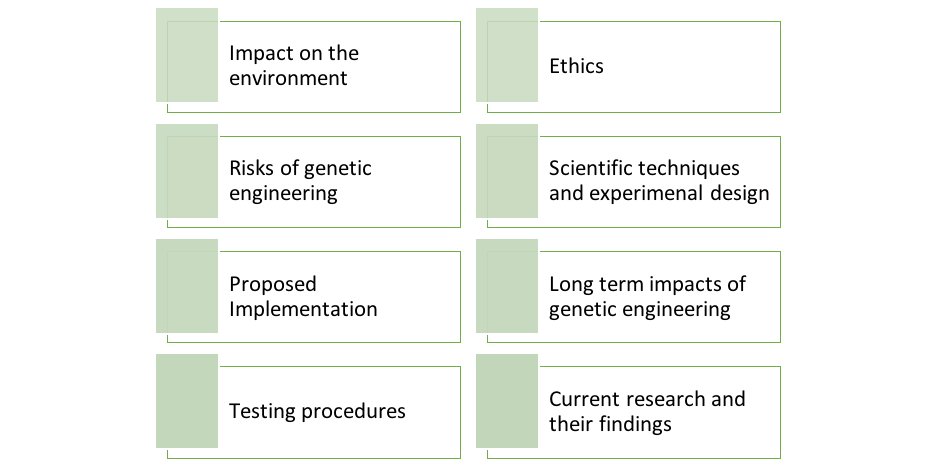 Impact on the
environment
Ethics
Risks of genetic
engineering
Scientific techniques
and experimenal design
Proposed
Implementation
Long term impacts of
genetic engineering
Testing procedures
Current research and
their findings